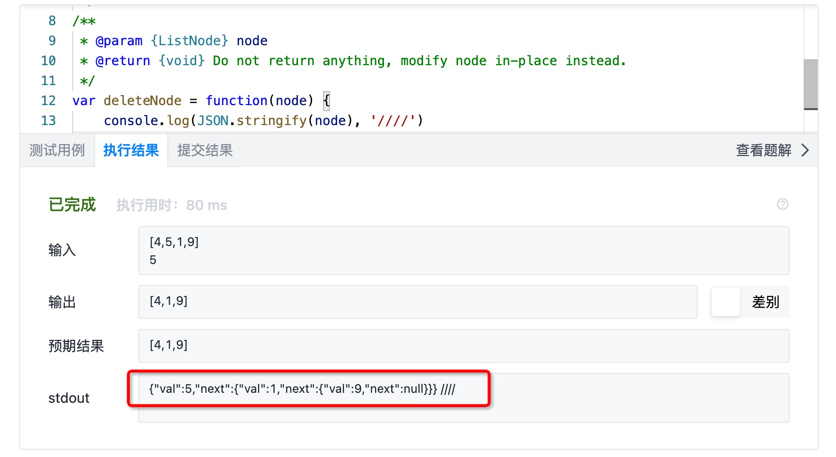 8 /**
9 * @param {ListNode} node
10 * @return {void} Do not return anything, modify node in-place instead.
11 */
12 var deleteNode = function(node) {
13 console.log(JSON.stringify(node), '////')
测试用例 执行结果 提交结果 查看题解 >
已完成 执行用时：80 ms ?
输入 [4,5,1,9]
5
输出 [4,1,9] 差别
预期结果 [4,1,9]
stdout {"val":5,"next":{"val":1,"next":{"val":9,"next":null}}} ////